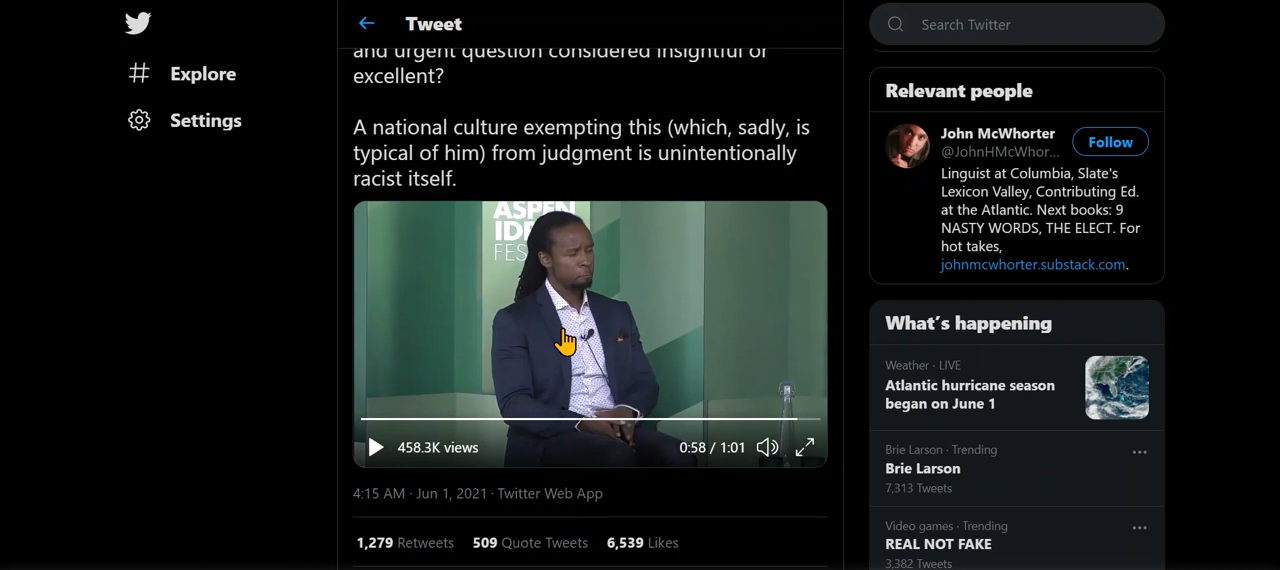 Explore
Settings
Tweet
and urgent question considered insightful or
excellent?
A national culture exempting this (which, sadly, is
typical of him) from judgment is unintentionally
racist itself.
ASPEN
IDE
FES
458.3K views
0:58 / 1:01
4:15 AM · Jun 1, 2021 · Twitter Web App
1,279 Retweets 509 Quote Tweets 6,539 Likes
Search Twitter
Relevant people
John McWhorter
@JohnHMcWhor...
Follow
Linguist at Columbia, Slate's
Lexicon Valley, Contributing Ed.
at the Atlantic. Next books: 9
NASTY WORDS, THE ELECT. For
hot takes,
johnmcwhorter.substack.com.
What's happening
Weather · LIVE
Atlantic hurricane season
began on June 1
Brie Larson · Trending
Brie Larson
7,313 Tweets
Video games · Trending
REAL NOT FAKE
3,382 Tweets